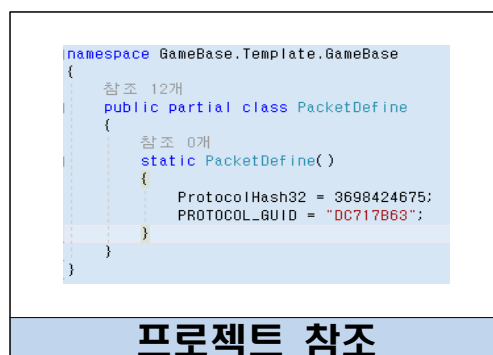 namespace GameBase.Template.GameBase
{
참조 12개
public partial class PacketDefine
{
참조 0개
static PacketDefine()
{
ProtocolHash32 = 3698424675;
PROTOCOL_GUID = "DC717B63";
}
}
}
프로젝트 참조